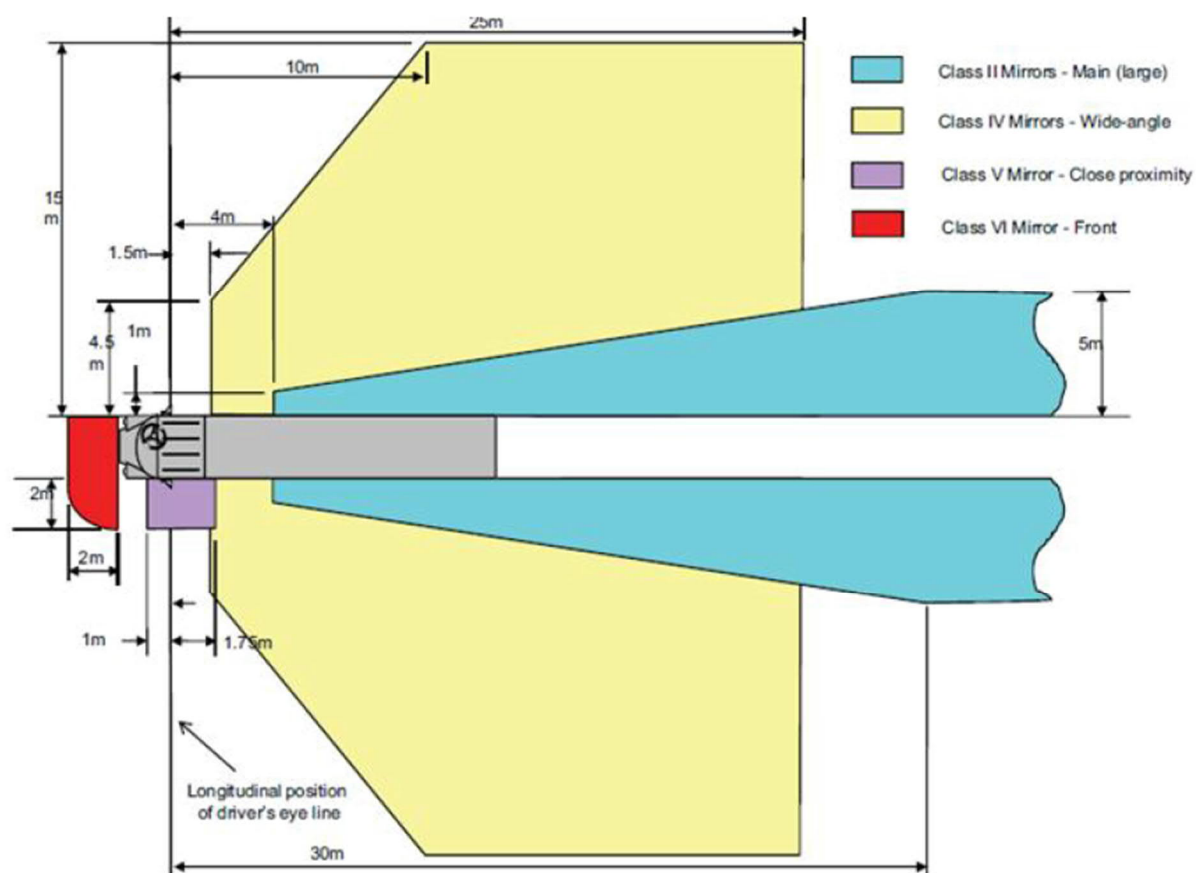 25m
10m
Class II Mirrors - Main (large)
Class IV Mirrors - Wide-angle
Class V Mirror - Close proximity
Class VI Mirror - Front
15
m
4m
1.5m
1m
4.5
m
5m
2m
2m
1m
1.75m
Longitudinal position
of driver's eye line
30m